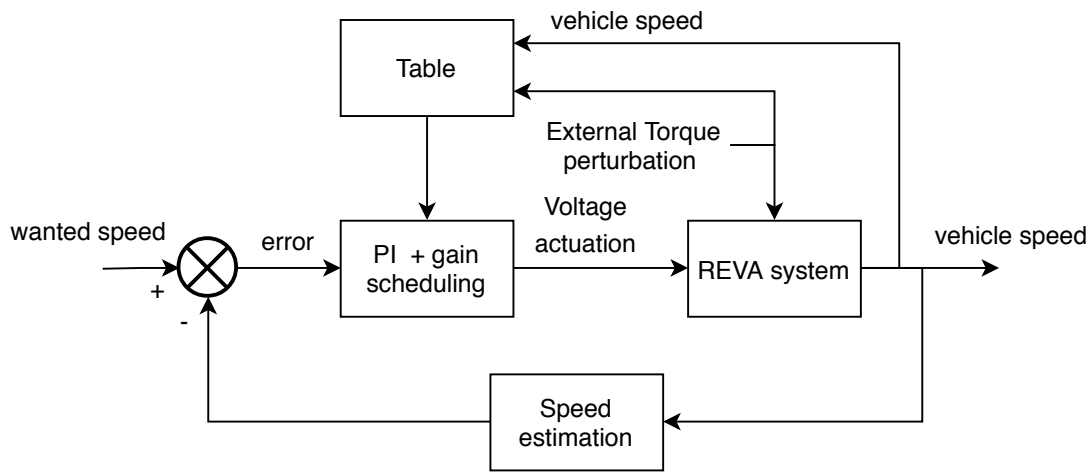 vehicle speed
Table
External Torque
perturbation
Voltage
actuation
wanted speed
error
PI + gain
scheduling
REVA system
vehicle speed
+
-
Speed
estimation